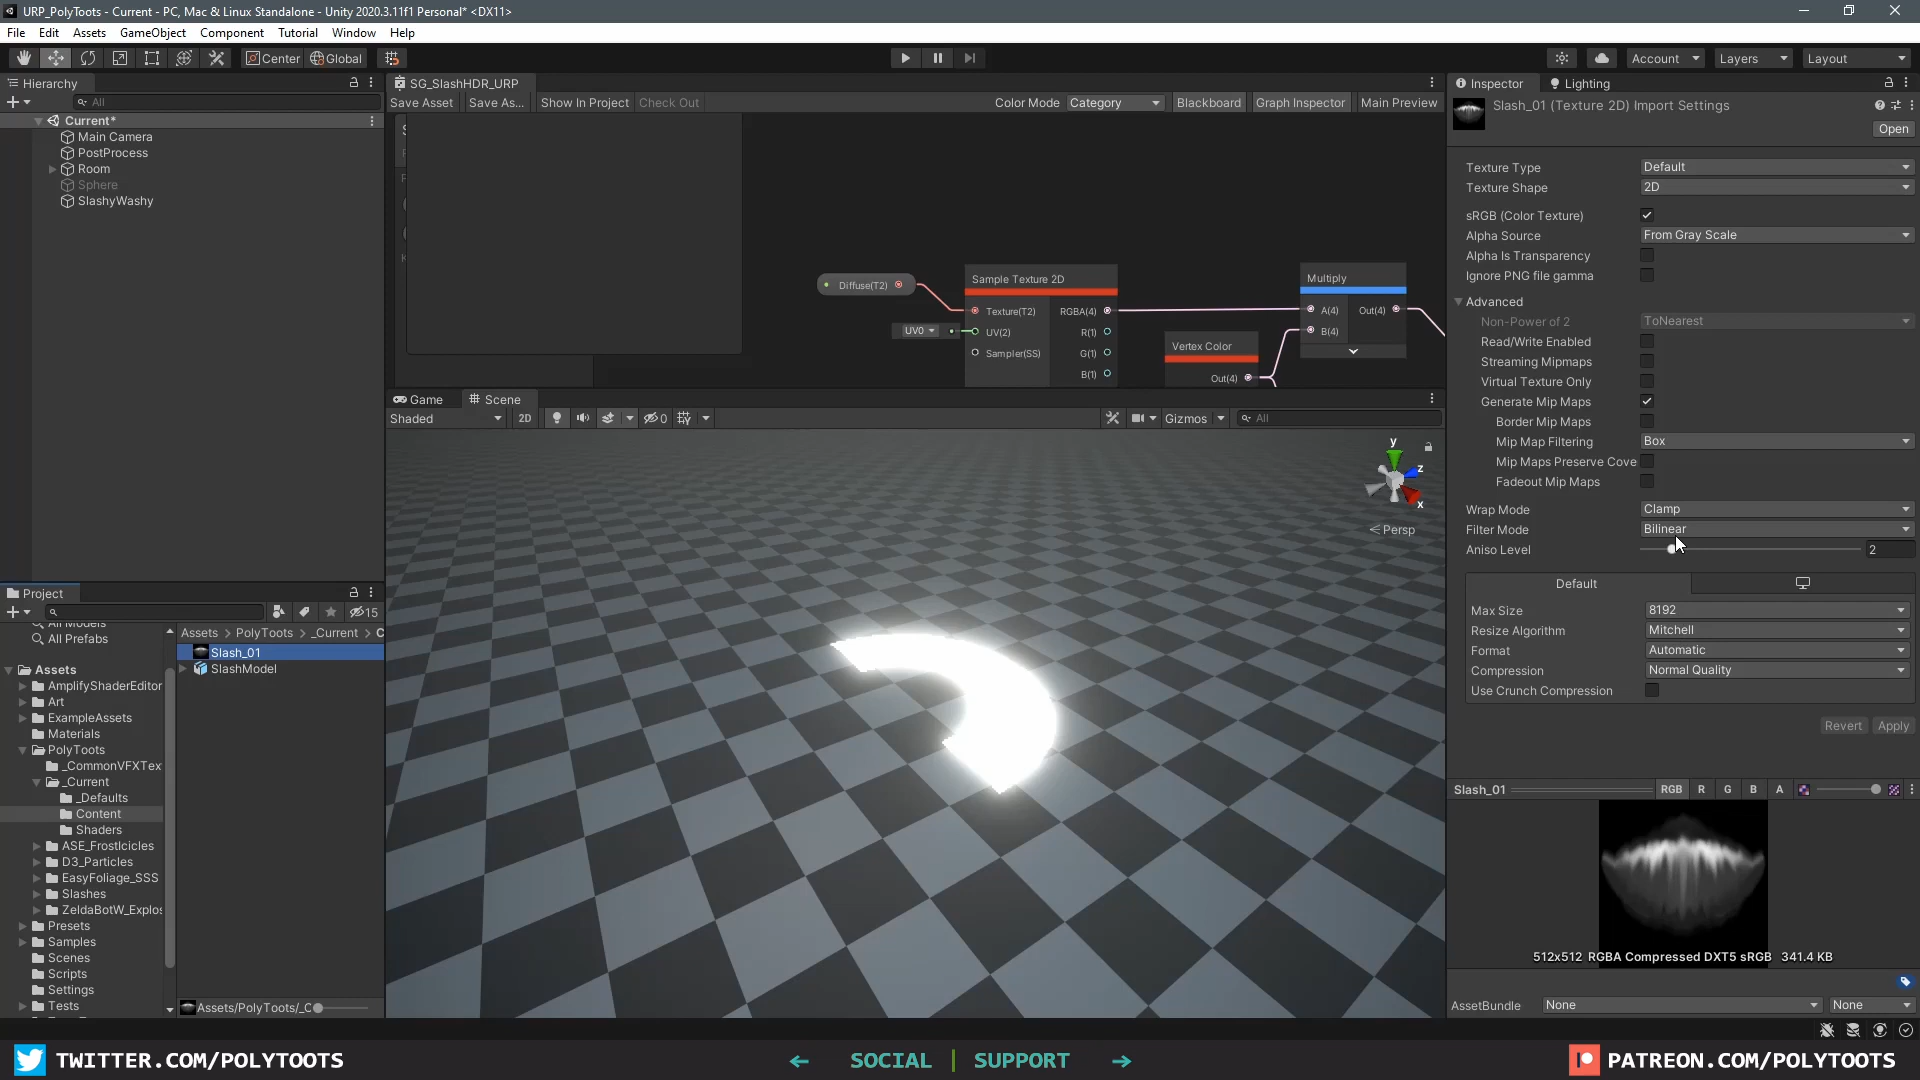 URP_PolyToots - Current - PC, Mac & Linux Standalone - Unity 2020.3.11f1 Personal* <DX11>
File Edit Assets GameObject Component Tutorial Window Help
Center Global
Account Layers Layout
Hierarchy
All
Current*
Main Camera
PostProcess
Room
Sphere
SlashyWashy
SG_SlashHDR_URP
Save Asset Save As... Show In Project Check Out
Color Mode Category Blackboard Graph Inspector Main Preview
Diffuse(T2)
UV0
Sample Texture 2D
Texture(T2) RGBA(4)
UV(2) R(1)
Sampler(SS) G(1)
B(1)
Vertex Color
Out(4)
Multiply
A(4) Out(4)
B(4)
Game Scene
Shaded 2D 0 Gizmos All
y
z
x
Persp
Project
15
All Models
All Prefabs
Assets
AmplifyShaderEditor
Art
ExampleAssets
Materials
PolyToots
_CommonVFXTex
_Current
_Defaults
Content
Shaders
ASE_FrostIcicles
D3_Particles
EasyFoliage_SSS
Slashes
ZeldaBotW_Explos
Presets
Samples
Scenes
Scripts
Settings
Tests
Assets > PolyToots > _Current > C
Slash_01
SlashModel
Assets/PolyToots/_C
Inspector Lighting
Slash_01 (Texture 2D) Import Settings
Open
Texture Type Default
Texture Shape 2D
sRGB (Color Texture)
Alpha Source From Gray Scale
Alpha Is Transparency
Ignore PNG file gamma
Advanced
Non-Power of 2 ToNearest
Read/Write Enabled
Streaming Mipmaps
Virtual Texture Only
Generate Mip Maps
Border Mip Maps
Mip Map Filtering Box
Mip Maps Preserve Cove
Fadeout Mip Maps
Wrap Mode Clamp
Filter Mode Bilinear
Aniso Level 2
Default
Max Size 8192
Resize Algorithm Mitchell
Format Automatic
Compression Normal Quality
Use Crunch Compression
Revert Apply
Slash_01 RGB R G B A
512x512 RGBA Compressed DXT5 sRGB 341.4 KB
AssetBundle None None
TWITTER.COM/POLYTOOTS
← SOCIAL | SUPPORT →
PATREON.COM/POLYTOOTS